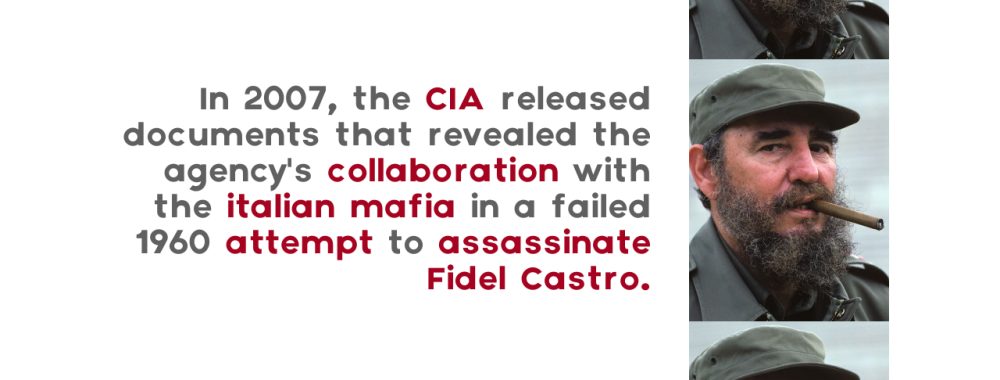 In 2007, the CIA released
documents that revealed the
agency's collaboration with
the italian mafia in a failed
1960 attempt to assassinate
Fidel Castro.